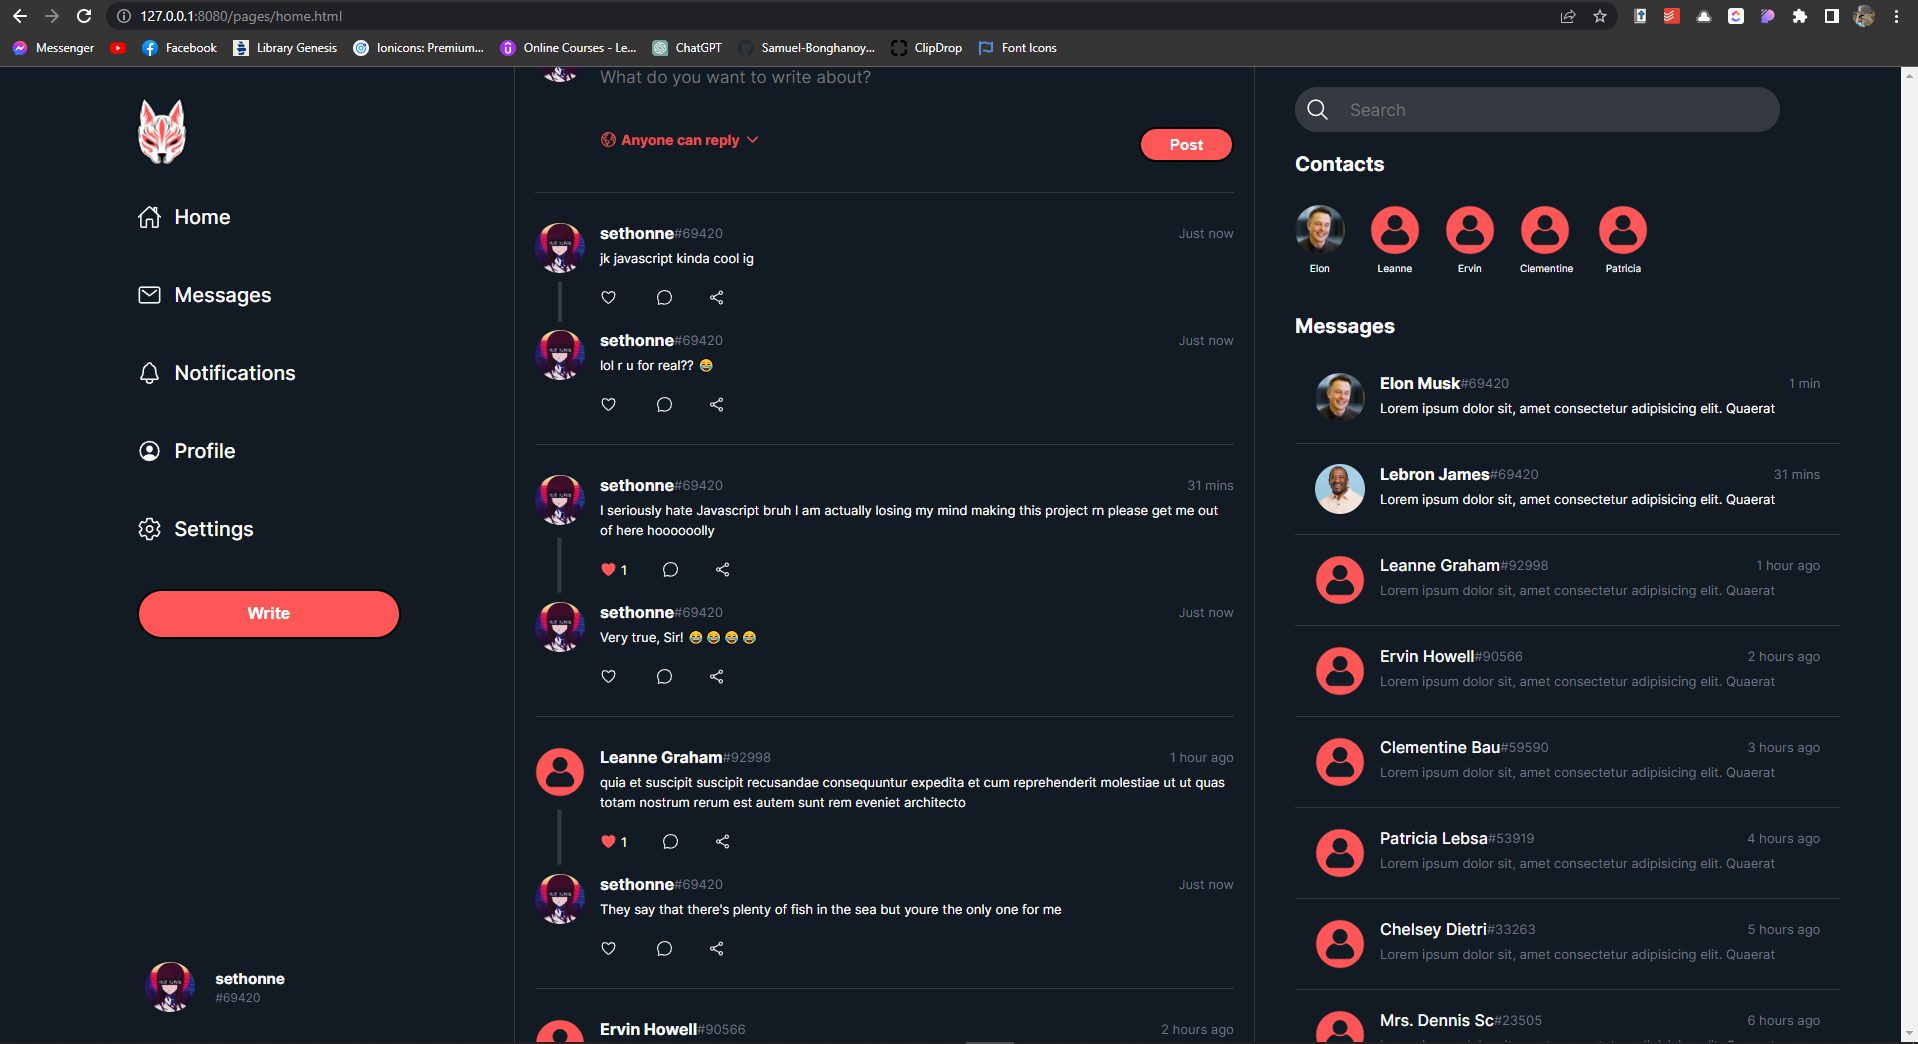 127.0.0.1:8080/pages/home.html
Messenger
Facebook
Library Genesis
Ionicons: Premium...
Online Courses - Le...
ChatGPT
Samuel-Bonghanoy...
ClipDrop
Font Icons
Home
Messages
Notifications
Profile
Settings
Write
sethonne
#69420
What do you want to write about?
Anyone can reply
Post
sethonne#69420
Just now
jk javascript kinda cool ig
sethonne#69420
Just now
lol r u for real?? 😂
sethonne#69420
31 mins
I seriously hate Javascript bruh I am actually losing my mind making this project rn please get me out
of here hoooooolly
1
sethonne#69420
Just now
Very true, Sir! 😂 😂 😂 😂
Leanne Graham#92998
1 hour ago
quia et suscipit suscipit recusandae consequuntur expedita et cum reprehenderit molestiae ut ut quas
totam nostrum rerum est autem sunt rem eveniet architecto
1
sethonne#69420
Just now
They say that there's plenty of fish in the sea but youre the only one for me
Ervin Howell#90566
2 hours ago
Search
Contacts
Elon
Leanne
Ervin
Clementine
Patricia
Messages
Elon Musk#69420
1 min
Lorem ipsum dolor sit, amet consectetur adipisicing elit. Quaerat
Lebron James#69420
31 mins
Lorem ipsum dolor sit, amet consectetur adipisicing elit. Quaerat
Leanne Graham#92998
1 hour ago
Lorem ipsum dolor sit, amet consectetur adipisicing elit. Quaerat
Ervin Howell#90566
2 hours ago
Lorem ipsum dolor sit, amet consectetur adipisicing elit. Quaerat
Clementine Bau#59590
3 hours ago
Lorem ipsum dolor sit, amet consectetur adipisicing elit. Quaerat
Patricia Lebsa#53919
4 hours ago
Lorem ipsum dolor sit, amet consectetur adipisicing elit. Quaerat
Chelsey Dietri#33263
5 hours ago
Lorem ipsum dolor sit, amet consectetur adipisicing elit. Quaerat
Mrs. Dennis Sc#23505
6 hours ago